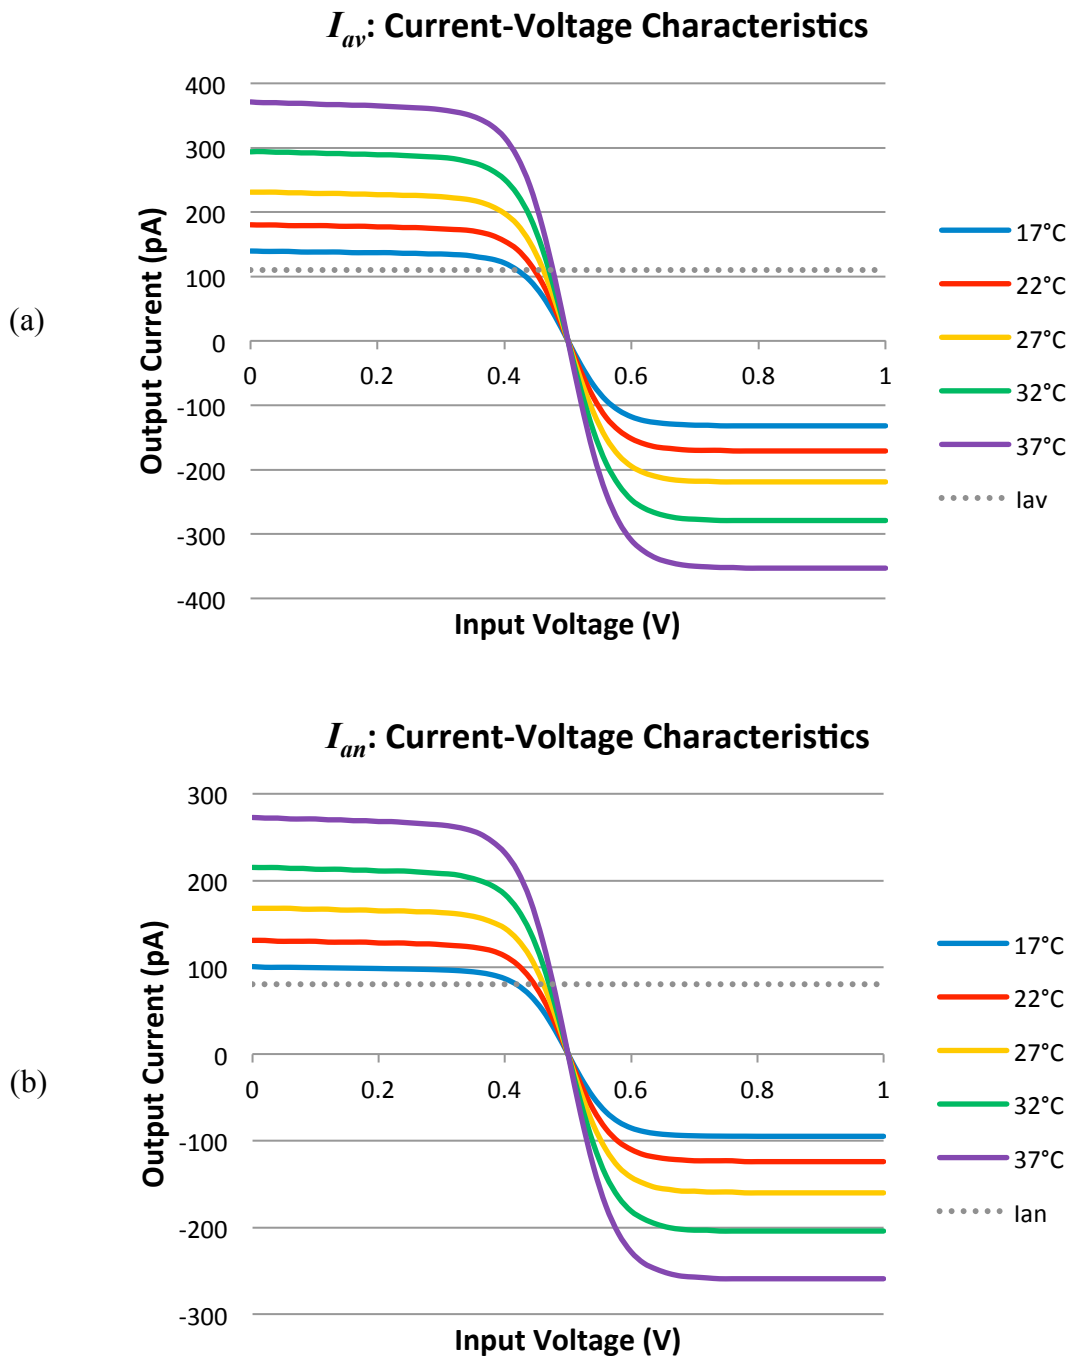 I_av: Current-Voltage Characteristics
(a)
Output Current (pA)
400
300
200
100
0
-100
-200
-300
-400
0 0.2 0.4 0.6 0.8 1
Input Voltage (V)
17°C
22°C
27°C
32°C
37°C
Iav
I_an: Current-Voltage Characteristics
(b)
Output Current (pA)
300
200
100
0
-100
-200
-300
0 0.2 0.4 0.6 0.8 1
Input Voltage (V)
17°C
22°C
27°C
32°C
37°C
Ian